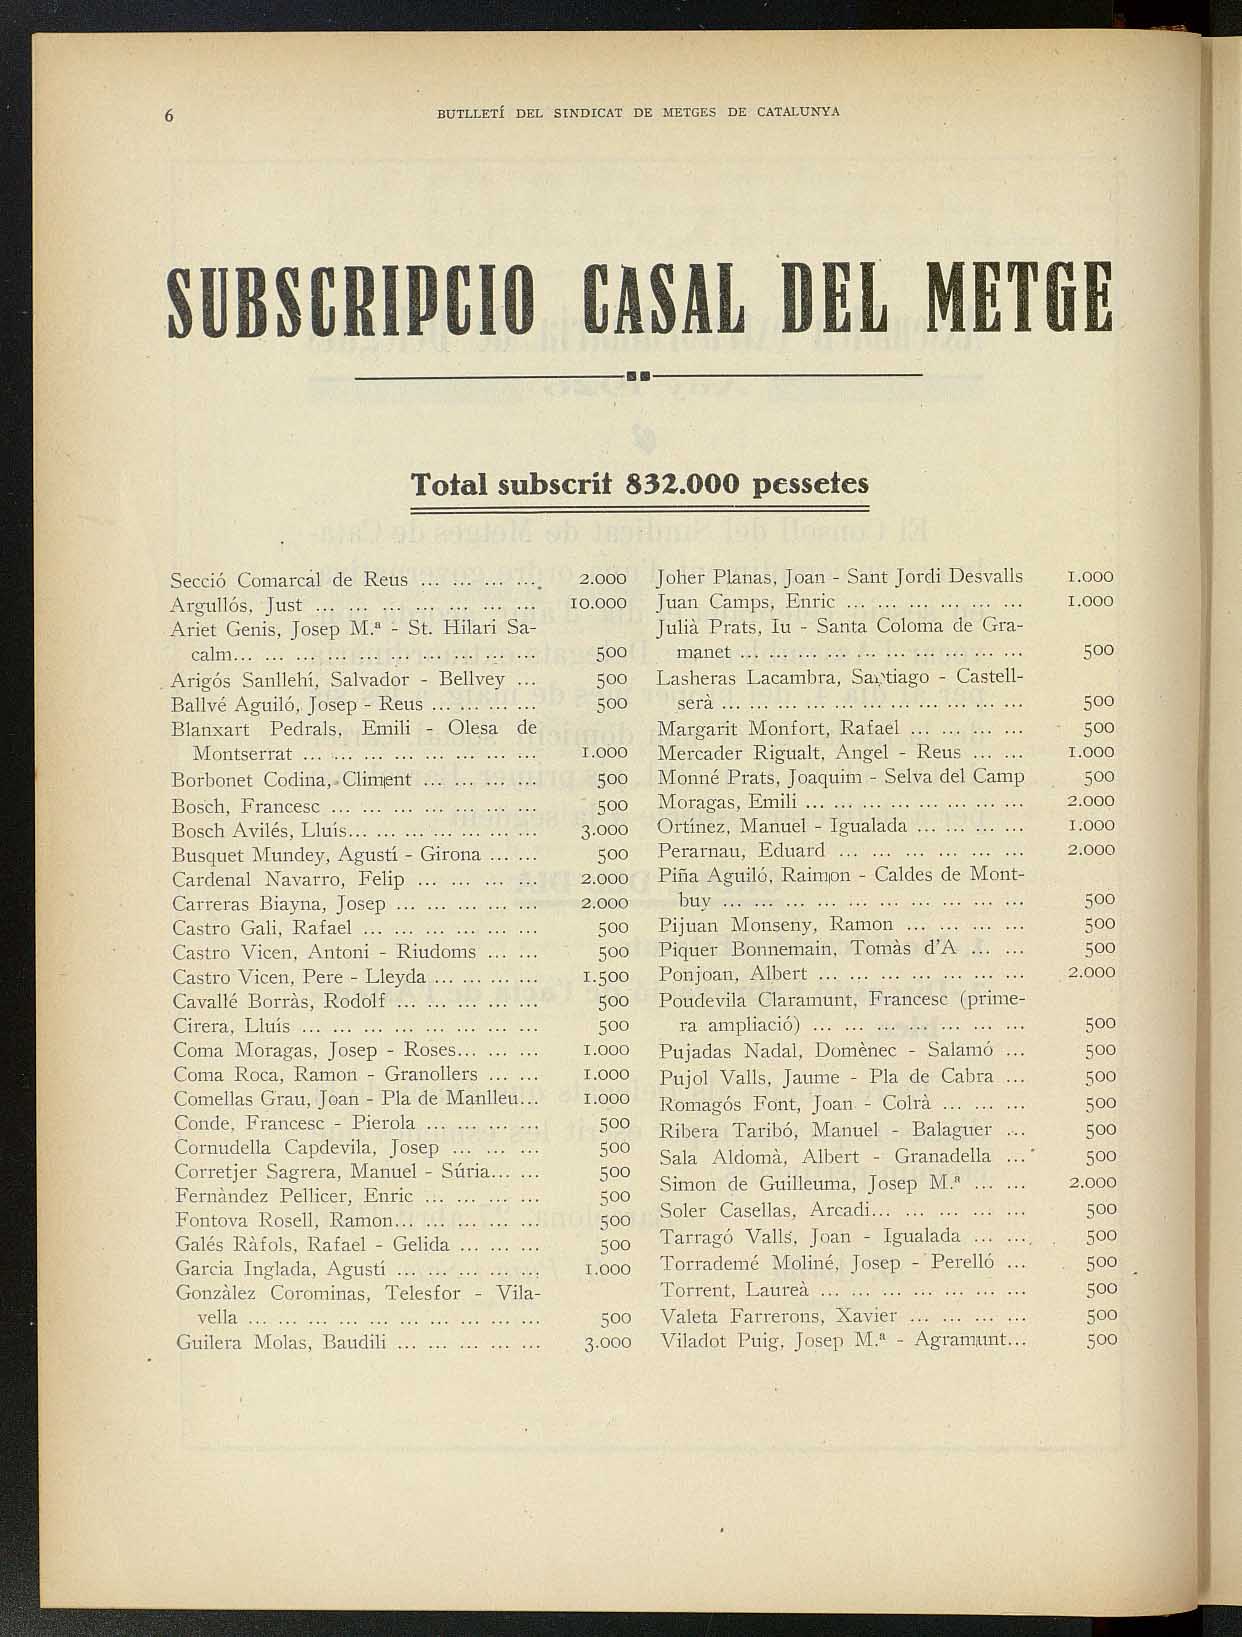 6
BUTLLETÍ DEL SINDICAT DE METGES DE CATALUNYA
SUBSCRIPCIO CASAL DEL METGE
Total subscrit 832.000 pessetes
Secció Comarcal de Reus ... ... ... ... 2.000
Argullós, Just ... ... ... ... ... ... ... 10.000
Ariet Genis, Josep M.ª - St. Hilari Sa-
calm... ... ... ... ... ... ... ... ... ... 500
Arigós Sanllehí, Salvador - Bellvey ... 500
Ballvé Aguiló, Josep - Reus ... ... ... ... 500
Blanxart Pedrals, Emili - Olesa de
Montserrat ... ... ... ... ... ... ... ... 1.000
Borbonet Codina, Climent ... ... ... ... 500
Bosch, Francesc ... ... ... ... ... ... ... 500
Bosch Avilés, Lluís... ... ... ... ... ... ... 3.000
Busquet Mundey, Agustí - Girona ... ... 500
Cardenal Navarro, Felip ... ... ... ... 2.000
Carreras Biayna, Josep ... ... ... ... ... 2.000
Castro Gali, Rafael ... ... ... ... ... ... 500
Castro Vicen, Antoni - Riudoms ... ... 500
Castro Vicen, Pere - Lleyda ... ... ... ... 1.500
Cavallé Borràs, Rodolf ... ... ... ... ... 500
Cirera, Lluís ... ... ... ... ... ... ... ... 500
Coma Moragas, Josep - Roses... ... ... 1.000
Coma Roca, Ramon - Granollers ... ... 1.000
Comellas Grau, Joan - Pla de Manlleu... 1.000
Conde, Francesc - Pierola ... ... ... ... 500
Cornudella Capdevila, Josep ... ... ... 500
Corretjer Sagrera, Manuel - Súria... ... 500
Fernàndez Pellicer, Enric ... ... ... ... 500
Fontova Rosell, Ramon... ... ... ... ... 500
Galés Ràfols, Rafael - Gelida ... ... ... 500
Garcia Inglada, Agustí ... ... ... ... ... 1.000
Gonzàlez Corominas, Telesfor - Vila-
vella ... ... ... ... ... ... ... ... ... ... 500
Guilera Molas, Baudili ... ... ... ... ... 3.000
Joher Planas, Joan - Sant Jordi Desvalls 1.000
Juan Camps, Enric ... ... ... ... ... ... 1.000
Julià Prats, Iu - Santa Coloma de Gra-
manet ... ... ... ... ... ... ... ... ... ... 500
Lasheras Lacambra, Santiago - Castell-
serà ... ... ... ... ... ... ... ... ... ... ... 500
Margarit Monfort, Rafael ... ... ... ... 500
Mercader Rigualt, Angel - Reus ... ... 1.000
Monné Prats, Joaquim - Selva del Camp 500
Moragas, Emili ... ... ... ... ... ... ... ... 2.000
Ortínez, Manuel - Igualada ... ... ... ... 1.000
Perarnau, Eduard ... ... ... ... ... ... 2.000
Piña Aguiló, Raimon - Caldes de Mont-
buy ... ... ... ... ... ... ... ... ... ... 500
Pijuan Monseny, Ramon ... ... ... ... 500
Piquer Bonnemain, Tomàs d'A ... ... 500
Ponjoan, Albert ... ... ... ... ... ... ... 2.000
Poudevila Claramunt, Francesc (prime-
ra ampliació) ... ... ... ... ... ... ... 500
Pujadas Nadal, Domènec - Salamó ... 500
Pujol Valls, Jaume - Pla de Cabra ... 500
Romagós Font, Joan - Colrà ... ... ... 500
Ribera Taribó, Manuel - Balaguer ... 500
Sala Aldomà, Albert - Granadella ... 500
Simon de Guilleuma, Josep M.ª ... ... 2.000
Soler Casellas, Arcadi... ... ... ... ... ... 500
Tarragó Valls, Joan - Igualada ... ... 500
Torrademé Moliné, Josep - Perelló ... 500
Torrent, Laureà ... ... ... ... ... ... ... 500
Valeta Farrerons, Xavier ... ... ... ... 500
Viladot Puig, Josep M.ª - Agramunt... 500